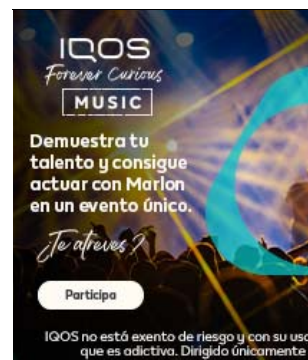 IQOS
Forever Curious
MUSIC
Demuestra tu
talento y consigue
actuar con Marlon
en un evento único.
¿Te atreves?
Participa
IQOS no está exento de riesgo y con su uso
que es adictiva. Dirigido únicamente